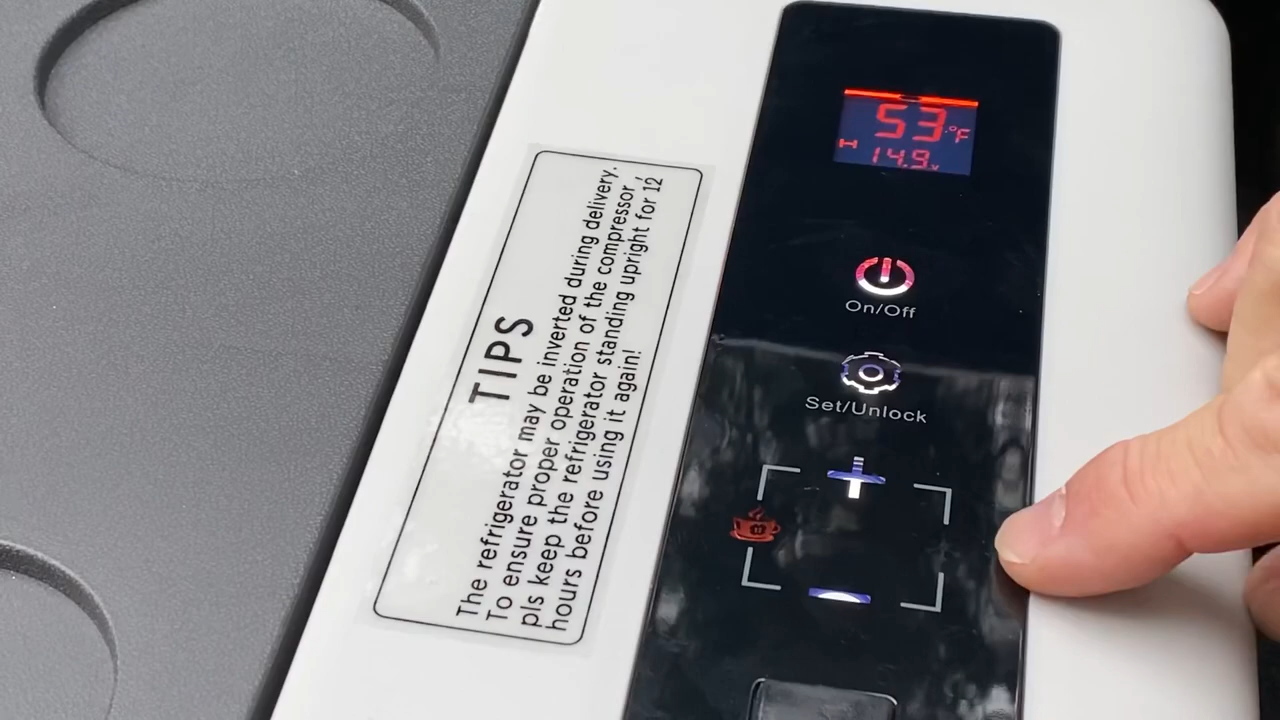 53°F
H 14.9v
On/Off
Set/Unlock
TIPS
The refrigerator may be inverted during delivery.
To ensure proper operation of the compressor,
pls keep the refrigerator standing upright for 12
hours before using it again!